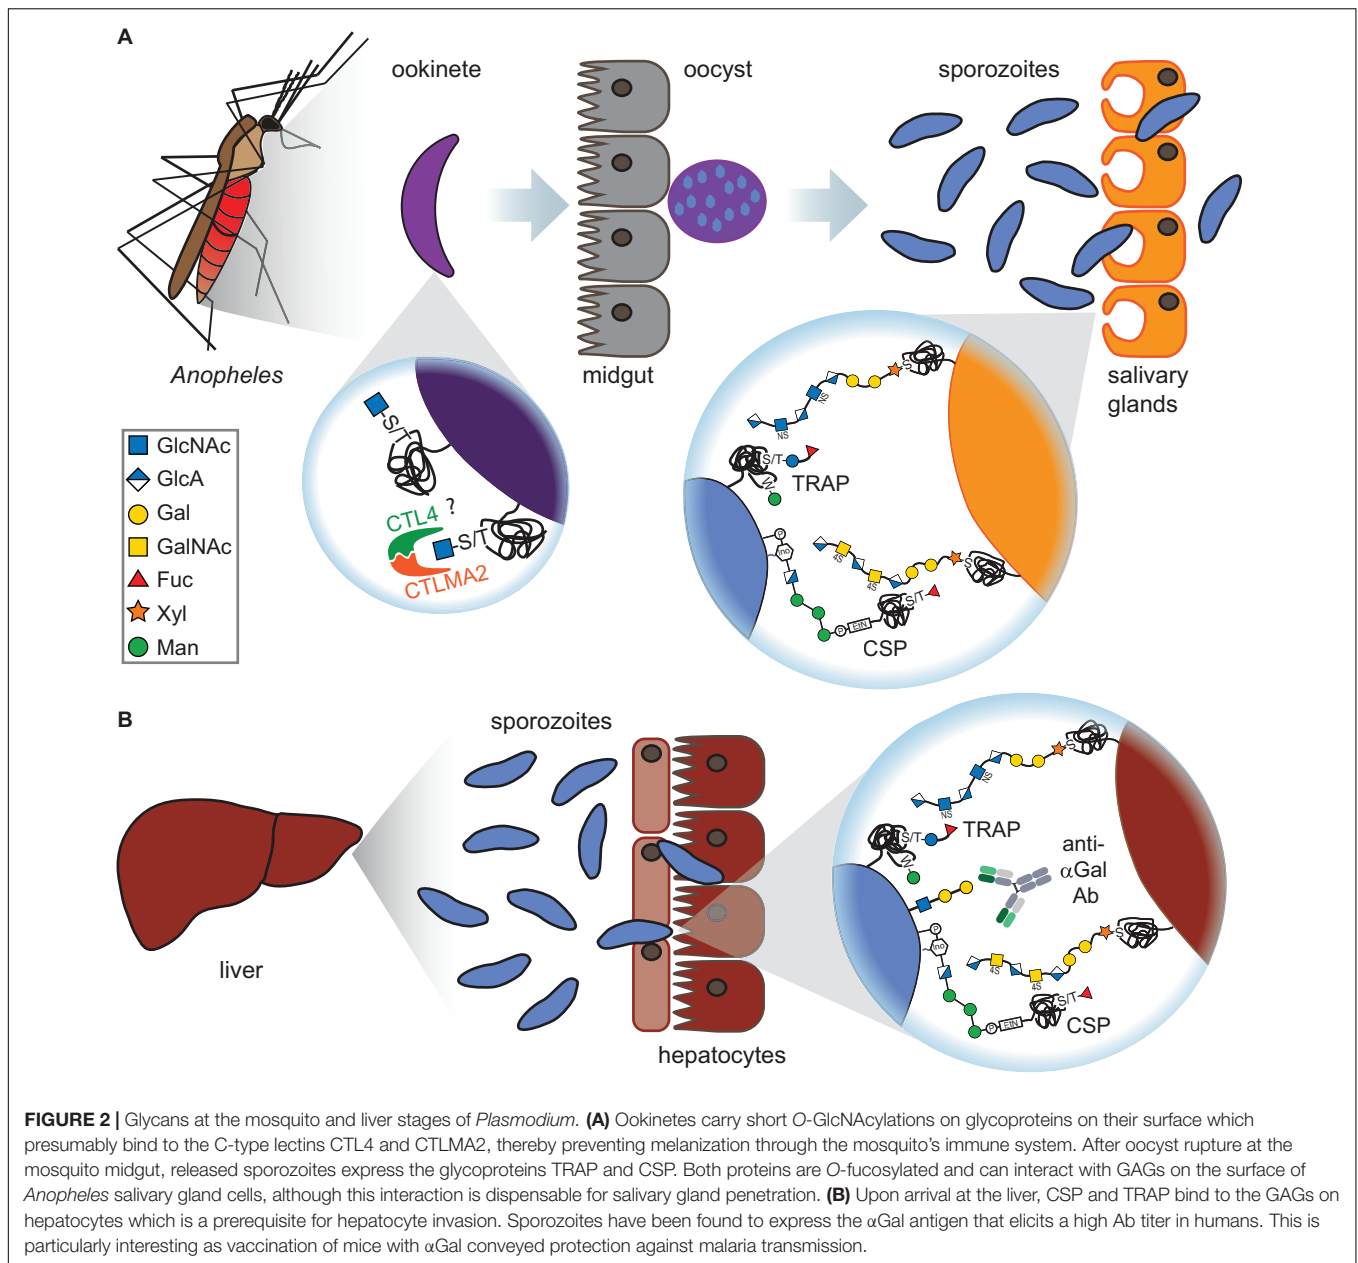 A
ookinete
oocyst
sporozoites
Anopheles
midgut
salivary
glands
GlcNAc
GlcA
Gal
GalNAc
Fuc
Xyl
Man
S/T
CTL4
?
S/T
CTLMA2
S
NS
NS
S/T
TRAP
W
P
Ino
4S
4S
S
S/T
P
EtN
CSP
B
sporozoites
liver
hepatocytes
S
NS
NS
S/T
TRAP
W
anti-
αGal
Ab
P
Ino
S
4S
4S
S/T
P
EtN
CSP
FIGURE 2 | Glycans at the mosquito and liver stages of Plasmodium. (A) Ookinetes carry short O-GlcNAcylations on glycoproteins on their surface which
presumably bind to the C-type lectins CTL4 and CTLMA2, thereby preventing melanization through the mosquito's immune system. After oocyst rupture at the
mosquito midgut, released sporozoites express the glycoproteins TRAP and CSP. Both proteins are O-fucosylated and can interact with GAGs on the surface of
Anopheles salivary gland cells, although this interaction is dispensable for salivary gland penetration. (B) Upon arrival at the liver, CSP and TRAP bind to the GAGs on
hepatocytes which is a prerequisite for hepatocyte invasion. Sporozoites have been found to express the αGal antigen that elicits a high Ab titer in humans. This is
particularly interesting as vaccination of mice with αGal conveyed protection against malaria transmission.